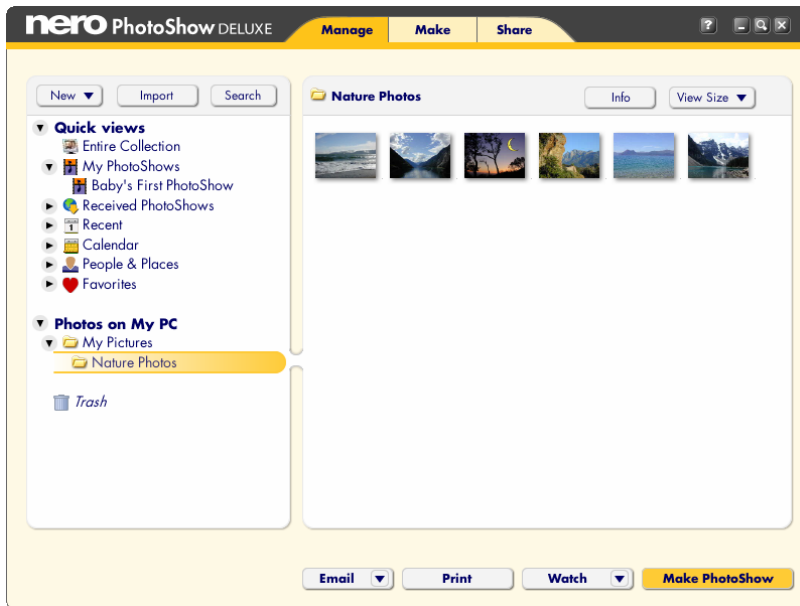 nero PhotoShow DELUXE
Manage
Make
Share
?
New
Import
Search
Quick views
Entire Collection
My PhotoShows
Baby's First PhotoShow
Received PhotoShows
1
Recent
Calendar
People & Places
Favorites
Photos on My PC
My Pictures
Nature Photos
Trash
Nature Photos
Info
View Size
Email
Print
Watch
Make PhotoShow